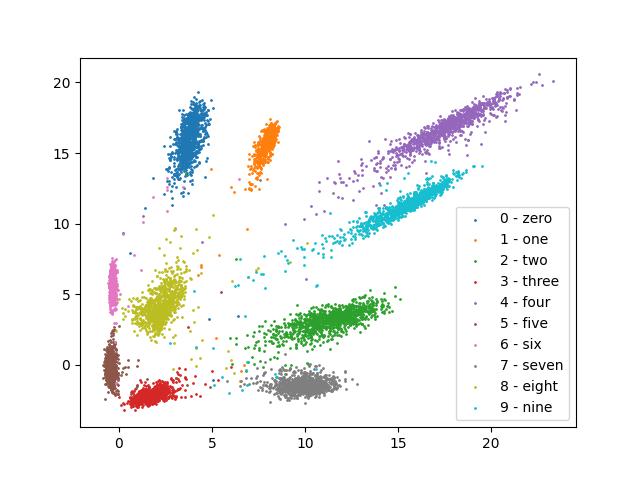 20
15
10
5
0
0 5 10 15 20
0 - zero
1 - one
2 - two
3 - three
4 - four
5 - five
6 - six
7 - seven
8 - eight
9 - nine